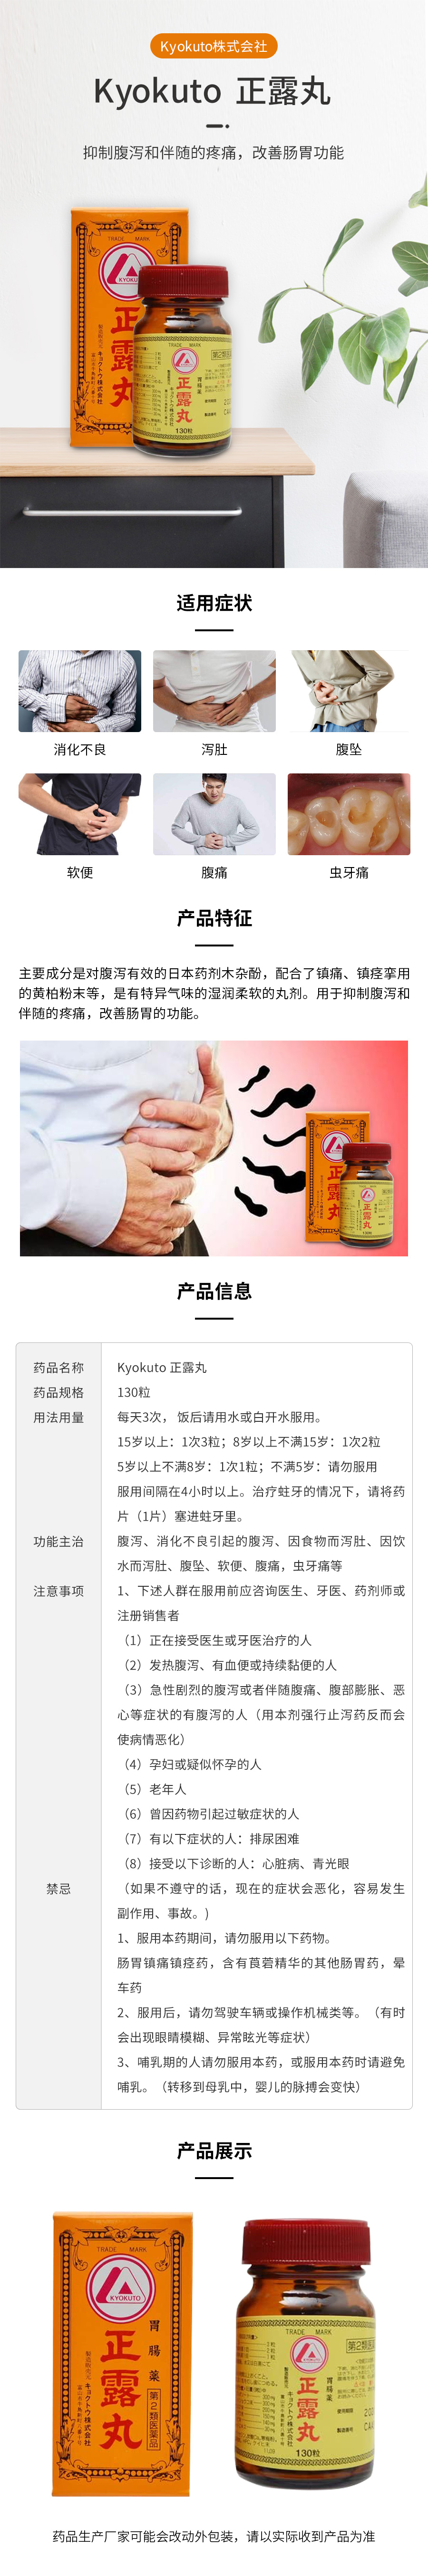 Kyokuto株式会社
Kyokuto 正露丸
抑制腹泻和伴随的疼痛，改善肠胃功能
TRADE MARK
KYOKUTO
正露丸
TRADE MARK
胃腸薬
正露丸
130粒
适用症状
消化不良
泻肚
腹坠
软便
腹痛
虫牙痛
产品特征
主要成分是对腹泻有效的日本药剂木杂酚，配合了镇痛、镇痉挛用
的黄柏粉末等，是有特异气味的湿润柔软的丸剂。用于抑制腹泻和
伴随的疼痛，改善肠胃的功能。
正露丸
正露丸
产品信息
药品名称 Kyokuto 正露丸
药品规格 130粒
用法用量 每天3次， 饭后请用水或白开水服用。
15岁以上：1次3粒；8岁以上不满15岁：1次2粒
5岁以上不满8岁：1次1粒；不满5岁：请勿服用
服用间隔在4小时以上。治疗蛀牙的情况下，请将药
片（1片）塞进蛀牙里。
功能主治 腹泻、消化不良引起的腹泻、因食物而泻肚、因饮
水而泻肚、腹坠、软便、腹痛，虫牙痛等
注意事项 1、下述人群在服用前应咨询医生、牙医、药剂师或
注册销售者
（1）正在接受医生或牙医治疗的人
（2）发热腹泻、有血便或持续黏便的人
（3）急性剧烈的腹泻或者伴随腹痛、腹部膨胀、恶
心等症状的有腹泻的人（用本剂强行止泻药反而会
使病情恶化）
（4）孕妇或疑似怀孕的人
（5）老年人
（6）曾因药物引起过敏症状的人
（7）有以下症状的人：排尿困难
（8）接受以下诊断的人：心脏病、青光眼
禁忌 （如果不遵守的话，现在的症状会恶化，容易发生
副作用、事故。)
1、服用本药期间，请勿服用以下药物。
肠胃镇痛镇痉药，含有莨菪精华的其他肠胃药，晕
车药
2、服用后，请勿驾驶车辆或操作机械类等。（有时
会出现眼睛模糊、异常眩光等症状）
3、哺乳期的人请勿服用本药，或服用本药时请避免
哺乳。（转移到母乳中，婴儿的脉搏会变快）
产品展示
TRADE MARK
KYOKUTO
胃腸薬
正露丸
第2類医薬品
製造販売元 キョクトウ株式会社
TRADE MARK
KYOKUTO
胃腸薬
正露丸
130粒
药品生产厂家可能会改动外包装，请以实际收到产品为准